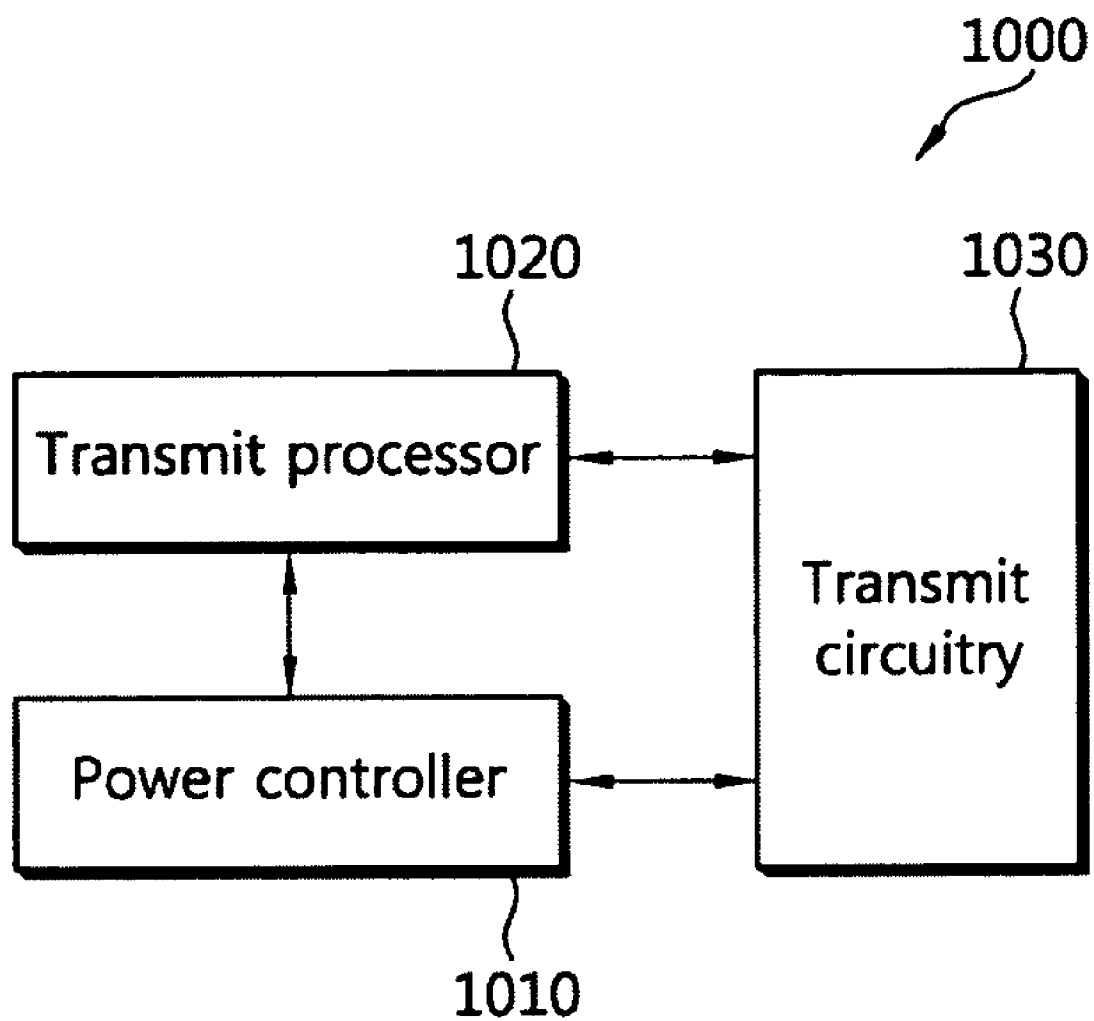 1000
1020
1030
Transmit processor
Transmit
circuitry
Power controller
1010